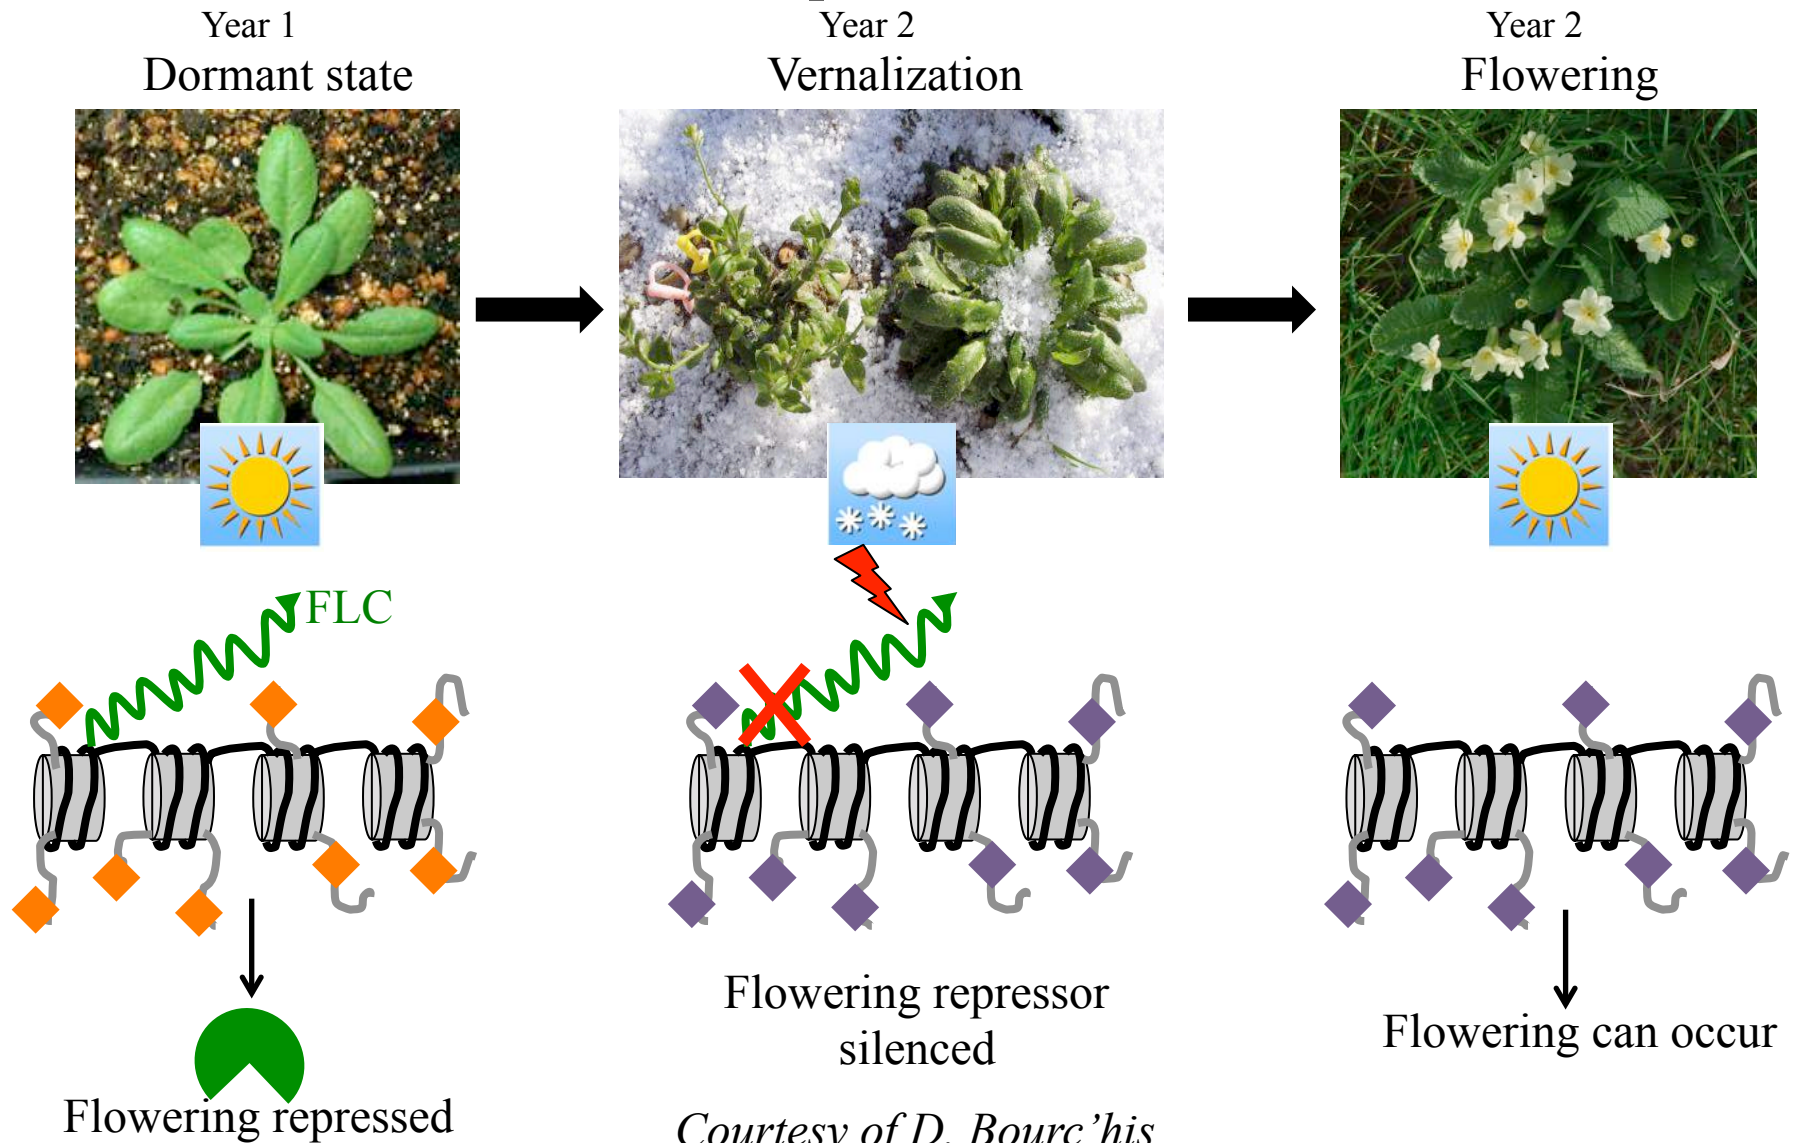 Year 1
Dormant state
Year 2
Vernalization
Year 2
Flowering
FLC
Flowering repressed
Flowering repressor
silenced
Flowering can occur
Courtesy of D. Bourc’his